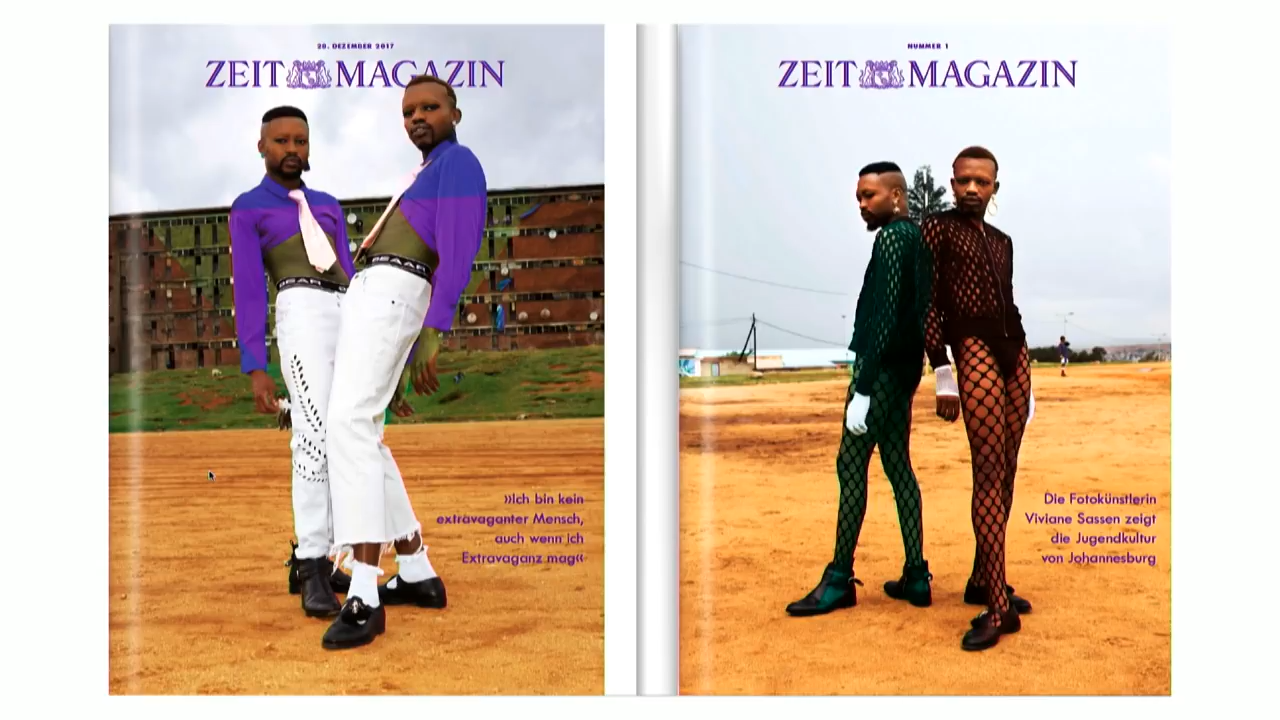 28. DEZEMBER 2017
ZEIT MAGAZIN
»Ich bin kein
extravaganter Mensch,
auch wenn ich
Extravaganz mag«
NUMMER 1
ZEIT MAGAZIN
Die Fotokünstlerin
Viviane Sassen zeigt
die Jugendkultur
von Johannesburg